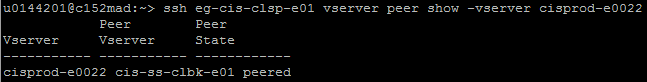 u0144201@c152mad:~> ssh eg-cis-clsp-e01 vserver peer show -vserver cisprod-e0022
            Peer        Peer
Vserver     Vserver     State
----------- ----------- ------------
cisprod-e0022 cis-ss-clbk-e01 peered